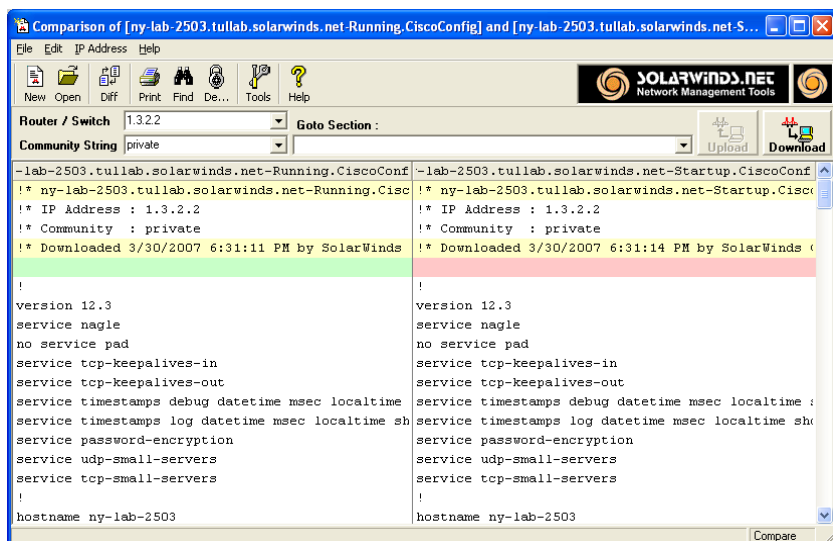 Comparison of [ny-lab-2503.tullab.solarwinds.net-Running.CiscoConfig] and [ny-lab-2503.tullab.solarwinds.net-S...
File Edit IP Address Help
New Open Diff Print Find De... Tools Help
SOLARWINDS.NET
Network Management Tools
Router / Switch 1.3.2.2 Goto Section :
Community String private
Upload Download
-lab-2503.tullab.solarwinds.net-Running.CiscoConf
-lab-2503.tullab.solarwinds.net-Startup.CiscoConf
!* ny-lab-2503.tullab.solarwinds.net-Running.Cisc
!* ny-lab-2503.tullab.solarwinds.net-Startup.Cisc
!* IP Address : 1.3.2.2
!* IP Address : 1.3.2.2
!* Community : private
!* Community : private
!* Downloaded 3/30/2007 6:31:11 PM by SolarWinds
!* Downloaded 3/30/2007 6:31:14 PM by SolarWinds
!
!
version 12.3
version 12.3
service nagle
service nagle
no service pad
no service pad
service tcp-keepalives-in
service tcp-keepalives-in
service tcp-keepalives-out
service tcp-keepalives-out
service timestamps debug datetime msec localtime
service timestamps debug datetime msec localtime
service timestamps log datetime msec localtime sh
service timestamps log datetime msec localtime sh
service password-encryption
service password-encryption
service udp-small-servers
service udp-small-servers
service tcp-small-servers
service tcp-small-servers
!
!
hostname ny-lab-2503
hostname ny-lab-2503
Compare